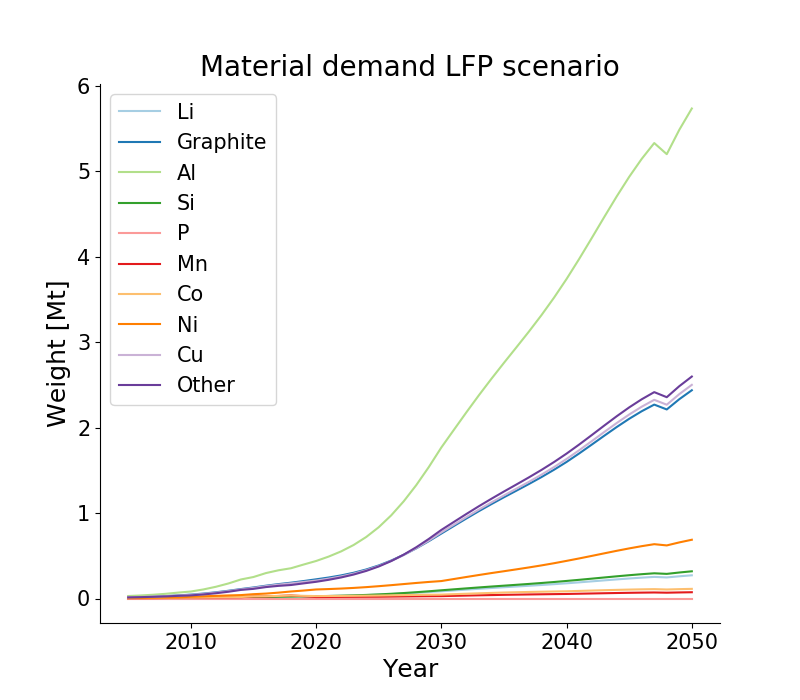 Material demand LFP scenario
Weight [Mt]
6
5
4
3
2
1
0
Li
Graphite
Al
Si
P
Mn
Co
Ni
Cu
Other
2010 2020 2030 2040 2050
Year